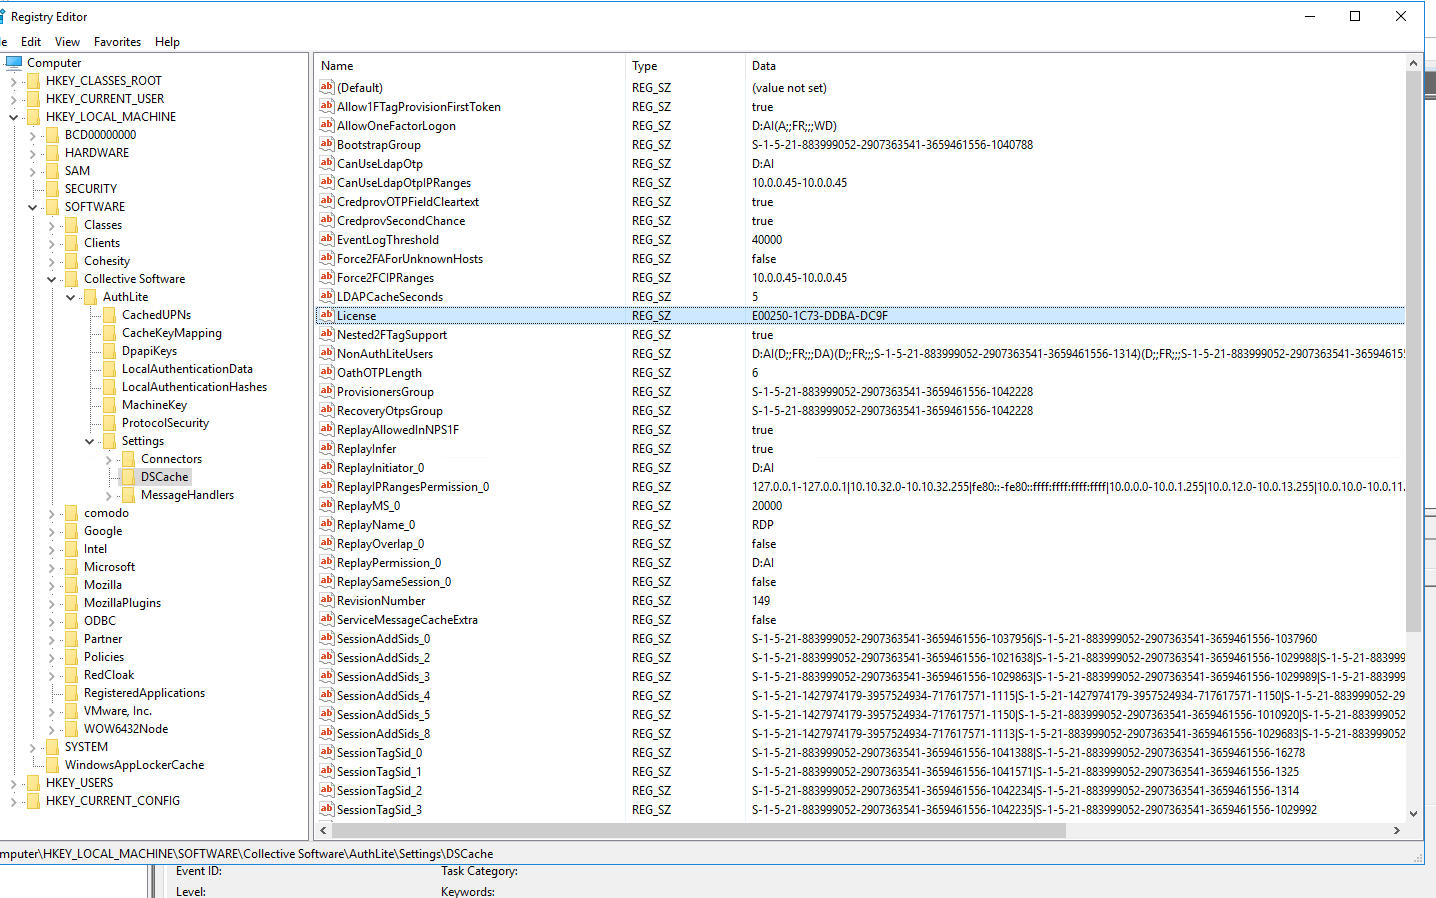 Registry Editor
Edit View Favorites Help
Computer
HKEY_CLASSES_ROOT
HKEY_CURRENT_USER
HKEY_LOCAL_MACHINE
BCD00000000
HARDWARE
SAM
SECURITY
SOFTWARE
Classes
Clients
Cohesity
Collective Software
AuthLite
CachedUPNs
CacheKeyMapping
DpapiKeys
LocalAuthenticationData
LocalAuthenticationHashes
MachineKey
ProtocolSecurity
Settings
Connectors
DSCache
MessageHandlers
comodo
Google
Intel
Microsoft
Mozilla
MozillaPlugins
ODBC
Partner
Policies
RedCloak
RegisteredApplications
VMware, Inc.
WOW6432Node
SYSTEM
WindowsAppLockerCache
HKEY_USERS
HKEY_CURRENT_CONFIG
Name Type Data
(Default) REG_SZ (value not set)
Allow1FTagProvisionFirstToken REG_SZ true
AllowOneFactorLogon REG_SZ D:AI(A;;FR;;;WD)
BootstrapGroup REG_SZ S-1-5-21-883999052-2907363541-3659461556-1040788
CanUseLdapOtp REG_SZ D:AI
CanUseLdapOtpIPRanges REG_SZ 10.0.0.45-10.0.0.45
CredprovOTPFieldCleartext REG_SZ true
CredprovSecondChance REG_SZ true
EventLogThreshold REG_SZ 40000
Force2FAForUnknownHosts REG_SZ false
Force2FCIPRanges REG_SZ 10.0.0.45-10.0.0.45
LDAPCacheSeconds REG_SZ 5
License REG_SZ E00250-1C73-DDBA-DC9F
Nested2FTagSupport REG_SZ true
NonAuthLiteUsers REG_SZ D:AI(D;;FR;;;DA)(D;;FR;;;S-1-5-21-883999052-2907363541-3659461556-1314)(D;;FR;;;S-1-5-21-883999052-2907363541-36594615
OathOTPLength REG_SZ 6
ProvisionersGroup REG_SZ S-1-5-21-883999052-2907363541-3659461556-1042228
RecoveryOtpsGroup REG_SZ S-1-5-21-883999052-2907363541-3659461556-1042228
ReplayAllowedInNPS1F REG_SZ true
ReplayInfer REG_SZ true
ReplayInitiator_0 REG_SZ D:AI
ReplayIPRangesPermission_0 REG_SZ 127.0.0.1-127.0.0.1|10.10.32.0-10.10.32.255|fe80::-fe80::ffff:ffff:ffff:ffff|10.0.0.0-10.0.1.255|10.0.12.0-10.0.13.255|10.0.10.0-10.0.11.
ReplayMS_0 REG_SZ 20000
ReplayName_0 REG_SZ RDP
ReplayOverlap_0 REG_SZ false
ReplayPermission_0 REG_SZ D:AI
ReplaySameSession_0 REG_SZ false
RevisionNumber REG_SZ 149
ServiceMessageCacheExtra REG_SZ false
SessionAddSids_0 REG_SZ S-1-5-21-883999052-2907363541-3659461556-1037956|S-1-5-21-883999052-2907363541-3659461556-1037960
SessionAddSids_2 REG_SZ S-1-5-21-883999052-2907363541-3659461556-1021638|S-1-5-21-883999052-2907363541-3659461556-1029988|S-1-5-21-883999
SessionAddSids_3 REG_SZ S-1-5-21-883999052-2907363541-3659461556-1029863|S-1-5-21-883999052-2907363541-3659461556-1029989|S-1-5-21-883999
SessionAddSids_4 REG_SZ S-1-5-21-1427974179-3957524934-717617571-1115|S-1-5-21-1427974179-3957524934-717617571-1150|S-1-5-21-883999052-29
SessionAddSids_5 REG_SZ S-1-5-21-1427974179-3957524934-717617571-1150|S-1-5-21-883999052-2907363541-3659461556-1010920|S-1-5-21-883999052
SessionAddSids_8 REG_SZ S-1-5-21-1427974179-3957524934-717617571-1113|S-1-5-21-883999052-2907363541-3659461556-1029683|S-1-5-21-883999052
SessionTagSid_0 REG_SZ S-1-5-21-883999052-2907363541-3659461556-1041388|S-1-5-21-883999052-2907363541-3659461556-16278
SessionTagSid_1 REG_SZ S-1-5-21-883999052-2907363541-3659461556-1041571|S-1-5-21-883999052-2907363541-3659461556-1325
SessionTagSid_2 REG_SZ S-1-5-21-883999052-2907363541-3659461556-1042234|S-1-5-21-883999052-2907363541-3659461556-1314
SessionTagSid_3 REG_SZ S-1-5-21-883999052-2907363541-3659461556-1042235|S-1-5-21-883999052-2907363541-3659461556-1029992
mputer\HKEY_LOCAL_MACHINE\SOFTWARE\Collective Software\AuthLite\Settings\DSCache
Event ID: Task Category:
Level: Keywords: